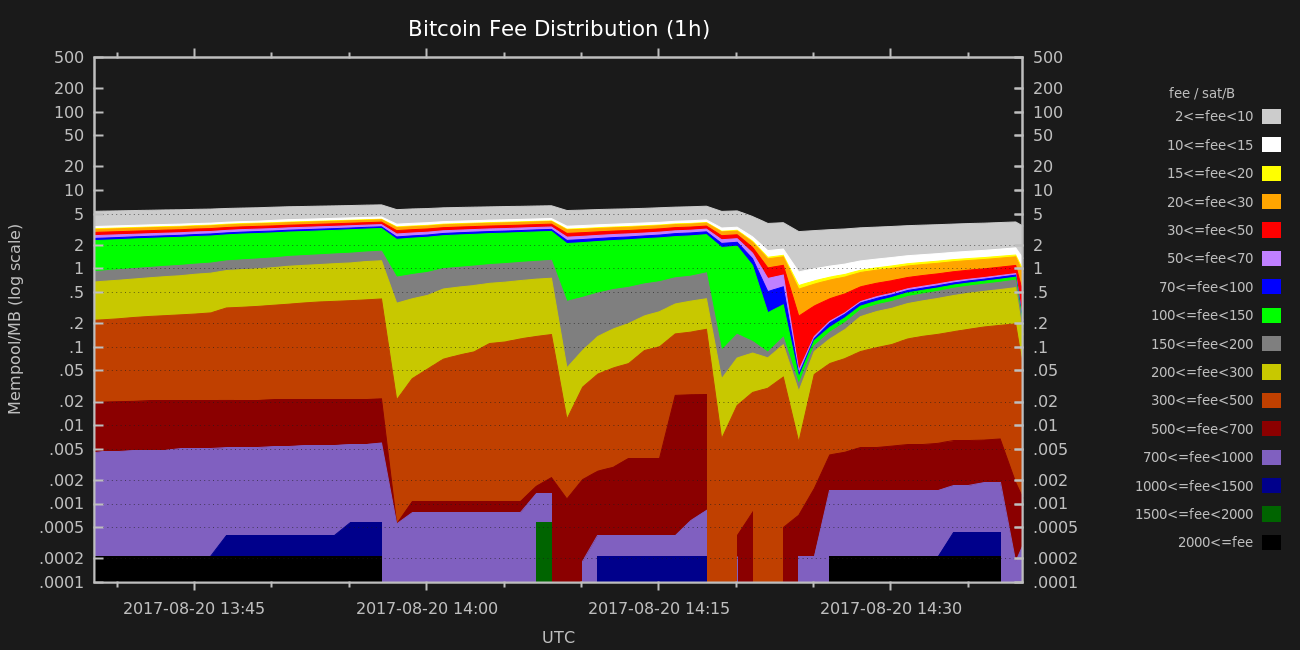 Bitcoin Fee Distribution (1h)
500 500
200 200
100 100
50 50
20 20
10 10
5 5
2 2
1 1
.5 .5
.2 .2
.1 .1
.05 .05
.02 .02
.01 .01
.005 .005
.002 .002
.001 .001
.0005 .0005
.0002 .0002
.0001 .0001
Mempool/MB (log scale)
2017-08-20 13:45 2017-08-20 14:00 2017-08-20 14:15 2017-08-20 14:30
UTC
fee / sat/B
2<=fee<10
10<=fee<15
15<=fee<20
20<=fee<30
30<=fee<50
50<=fee<70
70<=fee<100
100<=fee<150
150<=fee<200
200<=fee<300
300<=fee<500
500<=fee<700
700<=fee<1000
1000<=fee<1500
1500<=fee<2000
2000<=fee